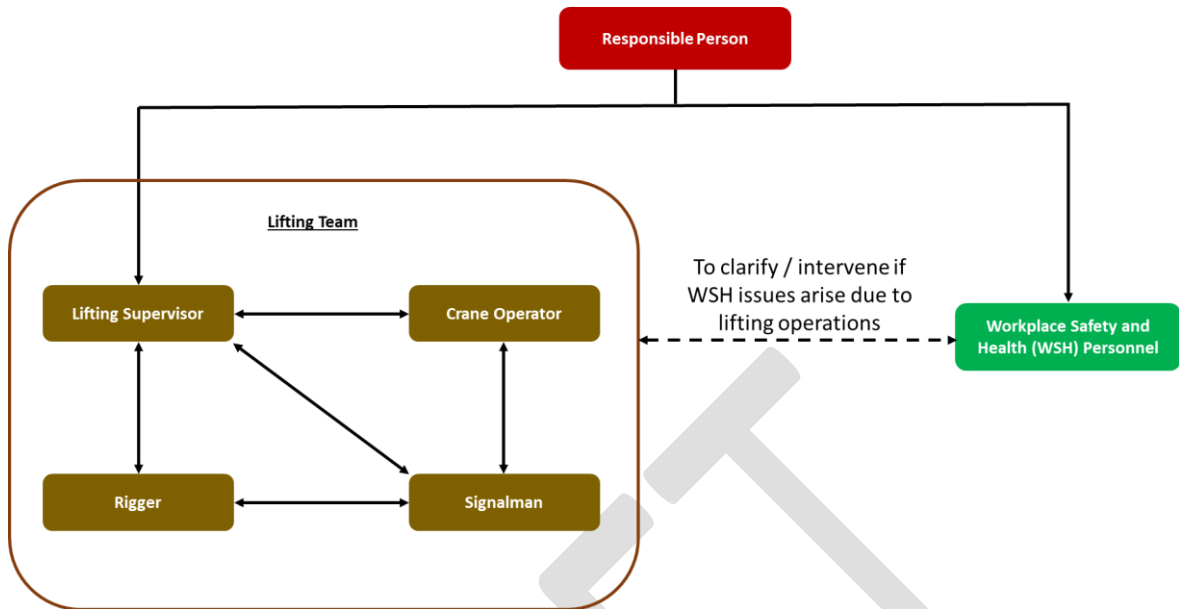 Responsible Person
Lifting Team
Lifting Supervisor
Crane Operator
To clarify / intervene if
WSH issues arise due to
lifting operations
Workplace Safety and
Health (WSH) Personnel
Rigger
Signalman